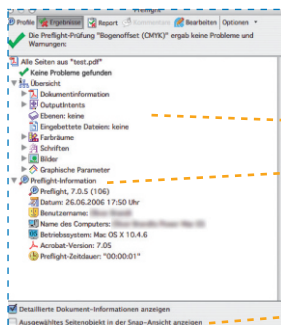 Preflight
Profile Ergebnisse Report Kommentare Bearbeiten Optionen
Die Preflight-Prüfung "Bogenoffset (CMYK)" ergab keine Probleme und
Warnungen:
Alle Seiten aus "test.pdf"
Keine Probleme gefunden
Übersicht
Dokumentinformation
OutputIntents
Ebenen: keine
Eingebettete Dateien: keine
Farbräume
Schriften
Bilder
Graphische Parameter
Preflight-Information
Preflight, 7.0.5 (106)
Datum: 26.06.2006 17:50 Uhr
Benutzername:
Name des Computers:
Betriebsystem: Mac OS X 10.4.6
Acrobat-Version: 7.05
Preflight-Zeitdauer: "00:00:01"
Detaillierte Dokument-Informationen anzeigen
Ausgewähltes Seitenobjekt in der Snap-Ansicht anzeigen